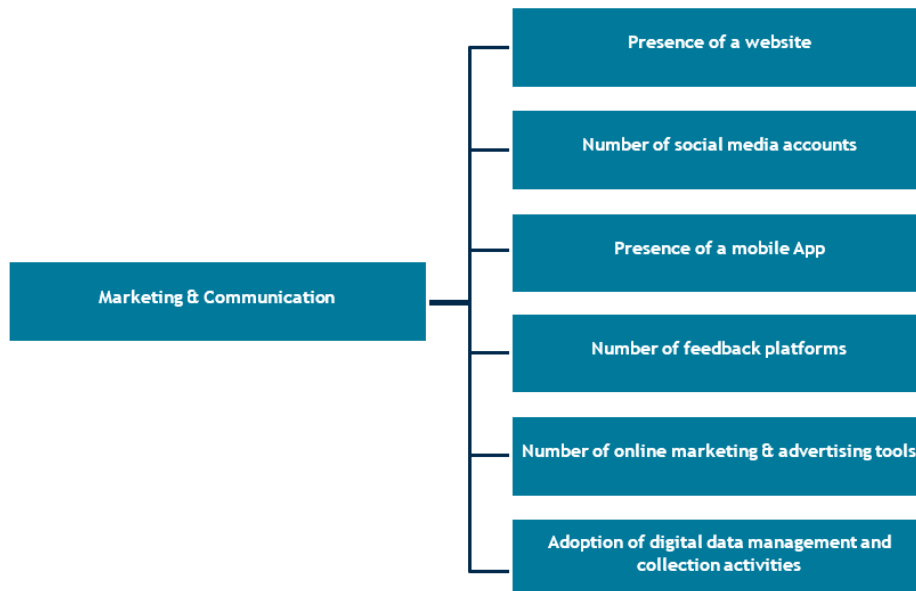 Presence of a website
Number of social media accounts
Presence of a mobile App
Marketing & Communication
Number of feedback platforms
Number of online marketing & advertising tools
Adoption of digital data management and
collection activities